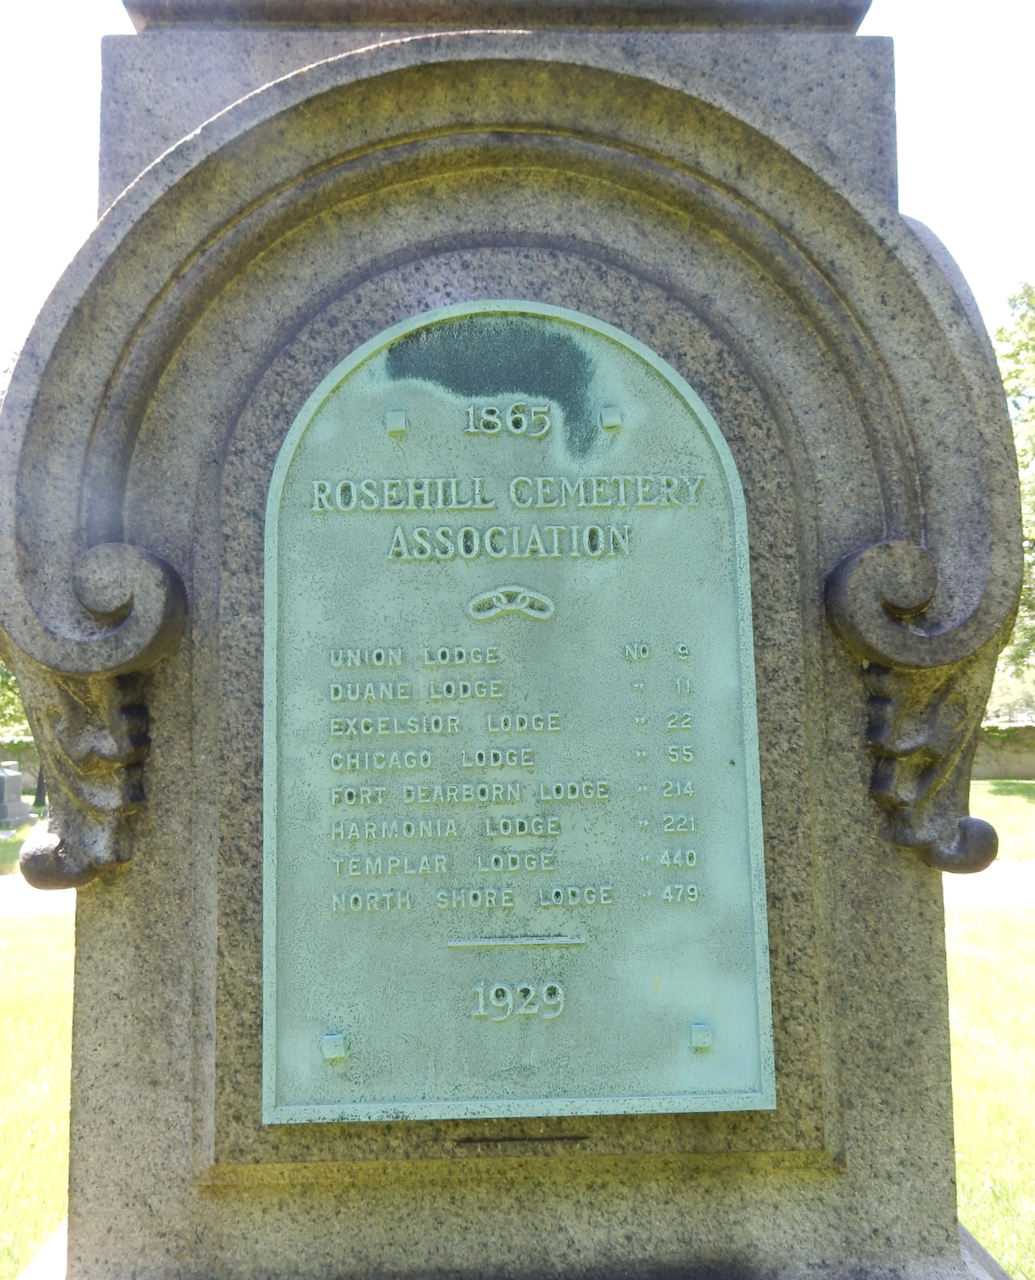 1865
ROSEHILL CEMETERY
ASSOCIATION
UNION LODGE No 9
DUANE LODGE " 11
EXCELSIOR LODGE " 22
CHICAGO LODGE " 55
FORT DEARBORN LODGE " 214
HARMONIA LODGE " 221
TEMPLAR LODGE " 440
NORTH SHORE LODGE " 479
1929